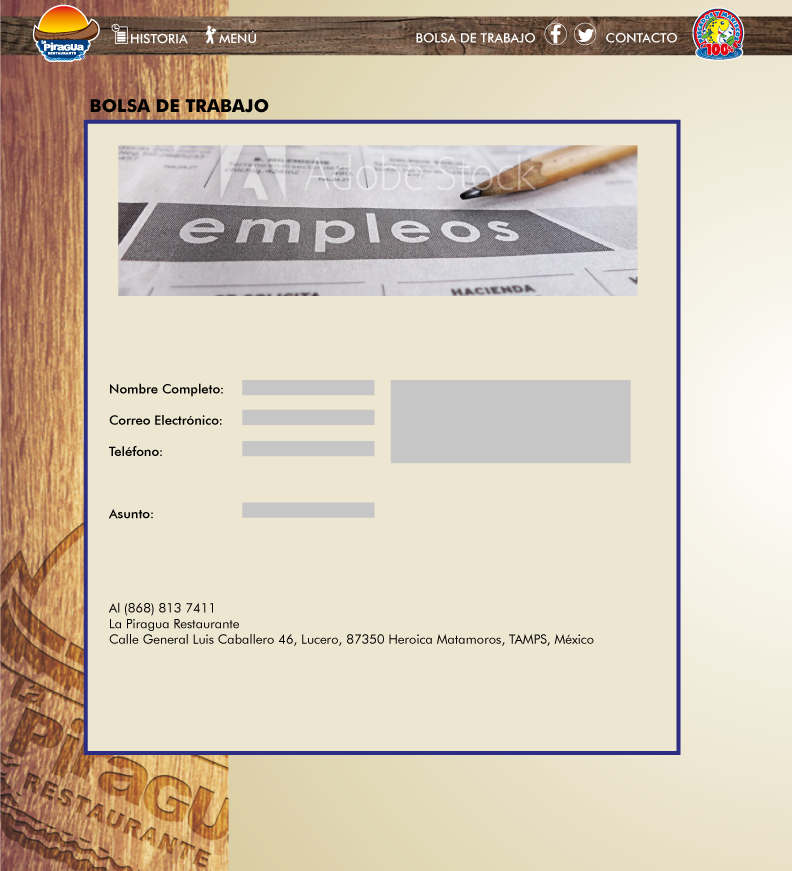 Piragua
RESTAURANTE
HISTORIA
MENÚ
BOLSA DE TRABAJO
CONTACTO
100%
BOLSA DE TRABAJO
Adobe Stock
empleos
HACIENDA
Nombre Completo:
Correo Electrónico:
Teléfono:
Asunto:
Al (868) 813 7411
La Piragua Restaurante
Calle General Luis Caballero 46, Lucero, 87350 Heroica Matamoros, TAMPS, México
La
Piragua
RESTAURANTE